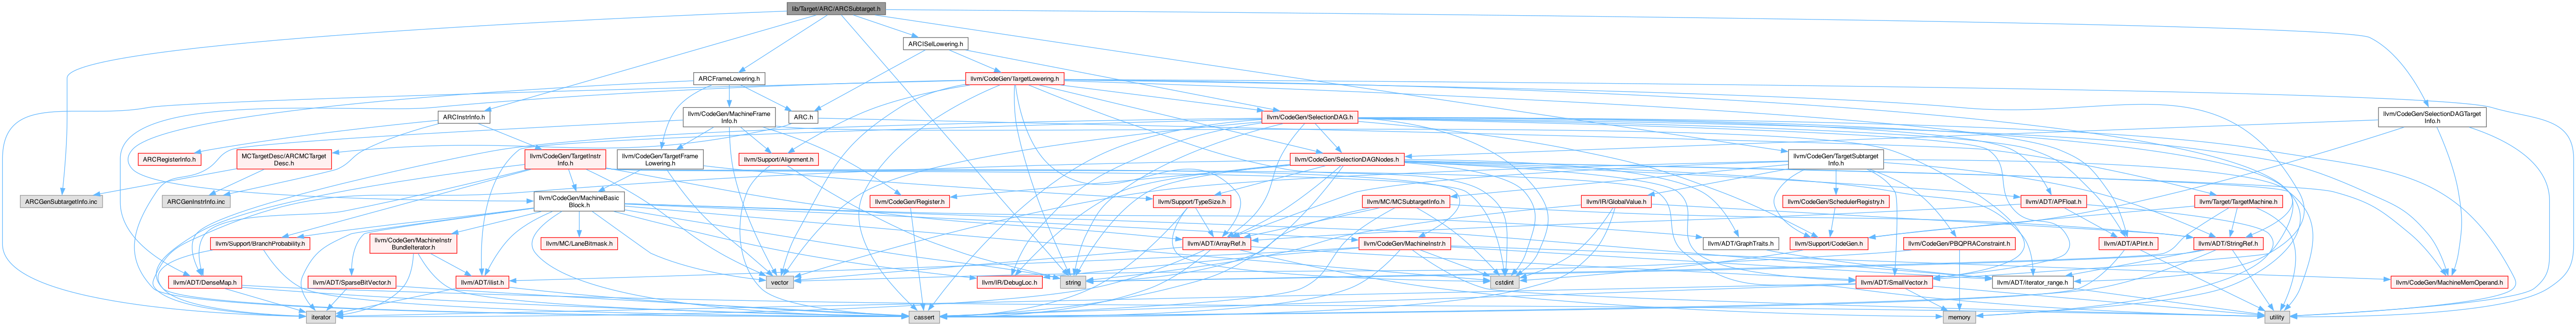 lib/Target/ARC/ARCSubtarget.h
ARCISelLowering.h
ARCFrameLowering.h
llvm/CodeGen/TargetLowering.h
ARCInstrInfo.h
llvm/CodeGen/MachineFrame
Info.h
ARC.h
llvm/CodeGen/SelectionDAG.h
llvm/CodeGen/SelectionDAGTarget
Info.h
ARCRegisterInfo.h
MCTargetDesc/ARCMCTarget
Desc.h
llvm/CodeGen/TargetInstr
Info.h
llvm/CodeGen/TargetFrame
Lowering.h
llvm/Support/Alignment.h
llvm/CodeGen/SelectionDAGNodes.h
llvm/CodeGen/TargetSubtarget
Info.h
ARCGenSubtargetInfo.inc
ARCGenInstrInfo.inc
llvm/CodeGen/MachineBasic
Block.h
llvm/CodeGen/Register.h
llvm/Support/TypeSize.h
llvm/MC/MCSubtargetInfo.h
llvm/IR/GlobalValue.h
llvm/CodeGen/SchedulerRegistry.h
llvm/ADT/APFloat.h
llvm/Target/TargetMachine.h
llvm/Support/BranchProbability.h
llvm/CodeGen/MachineInstr
BundleIterator.h
llvm/MC/LaneBitmask.h
llvm/ADT/ArrayRef.h
llvm/CodeGen/MachineInstr.h
llvm/ADT/GraphTraits.h
llvm/Support/CodeGen.h
llvm/CodeGen/PBQPRAConstraint.h
llvm/ADT/APInt.h
llvm/ADT/StringRef.h
llvm/ADT/DenseMap.h
llvm/ADT/SparseBitVector.h
llvm/ADT/ilist.h
vector
llvm/IR/DebugLoc.h
string
cstdint
llvm/ADT/SmallVector.h
llvm/ADT/iterator_range.h
llvm/CodeGen/MachineMemOperand.h
iterator
cassert
memory
utility